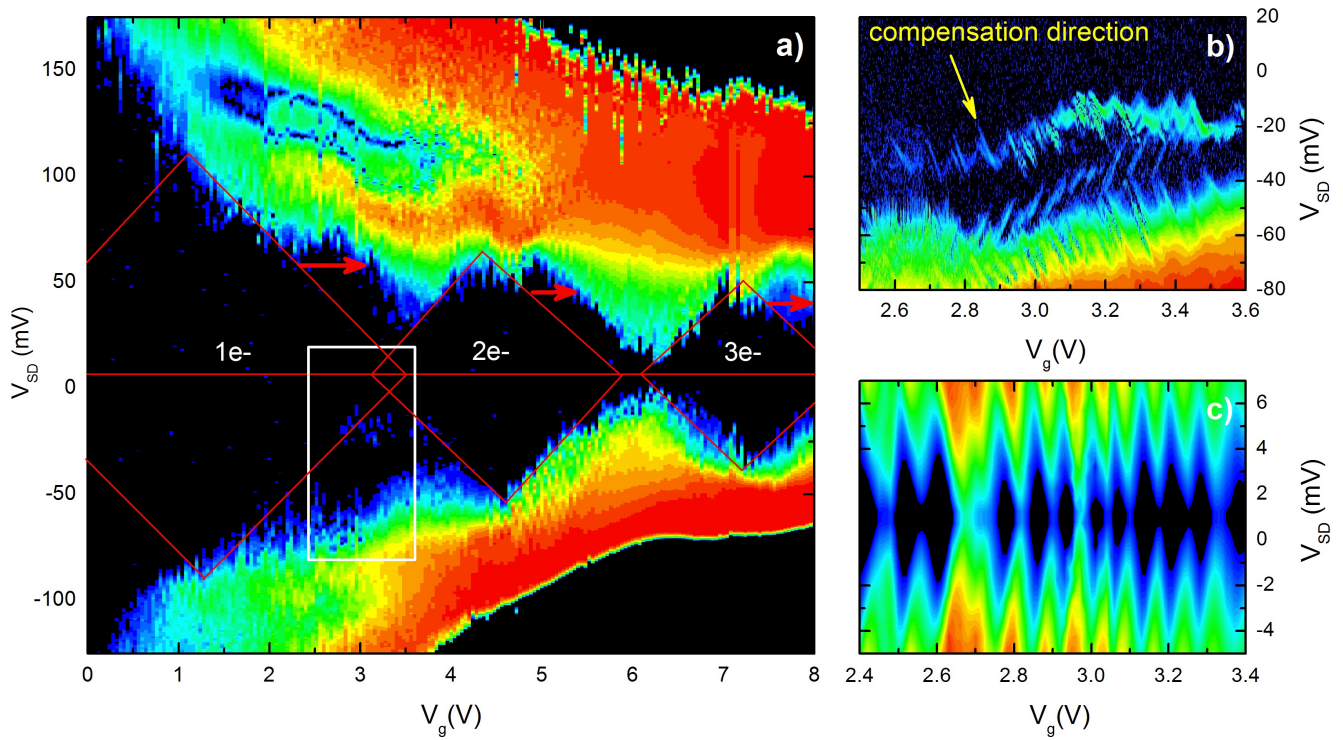 a)
150
100
50
0
-50
-100
V_SD (mV)
1e-
2e-
3e-
0 1 2 3 4 5 6 7 8
V_g(V)
compensation direction
b)
20
0
-20
-40
-60
-80
V_SD (mV)
2.6 2.8 3.0 3.2 3.4 3.6
V_g(V)
c)
6
4
2
0
-2
-4
V_SD (mV)
2.4 2.6 2.8 3.0 3.2 3.4
V_g(V)